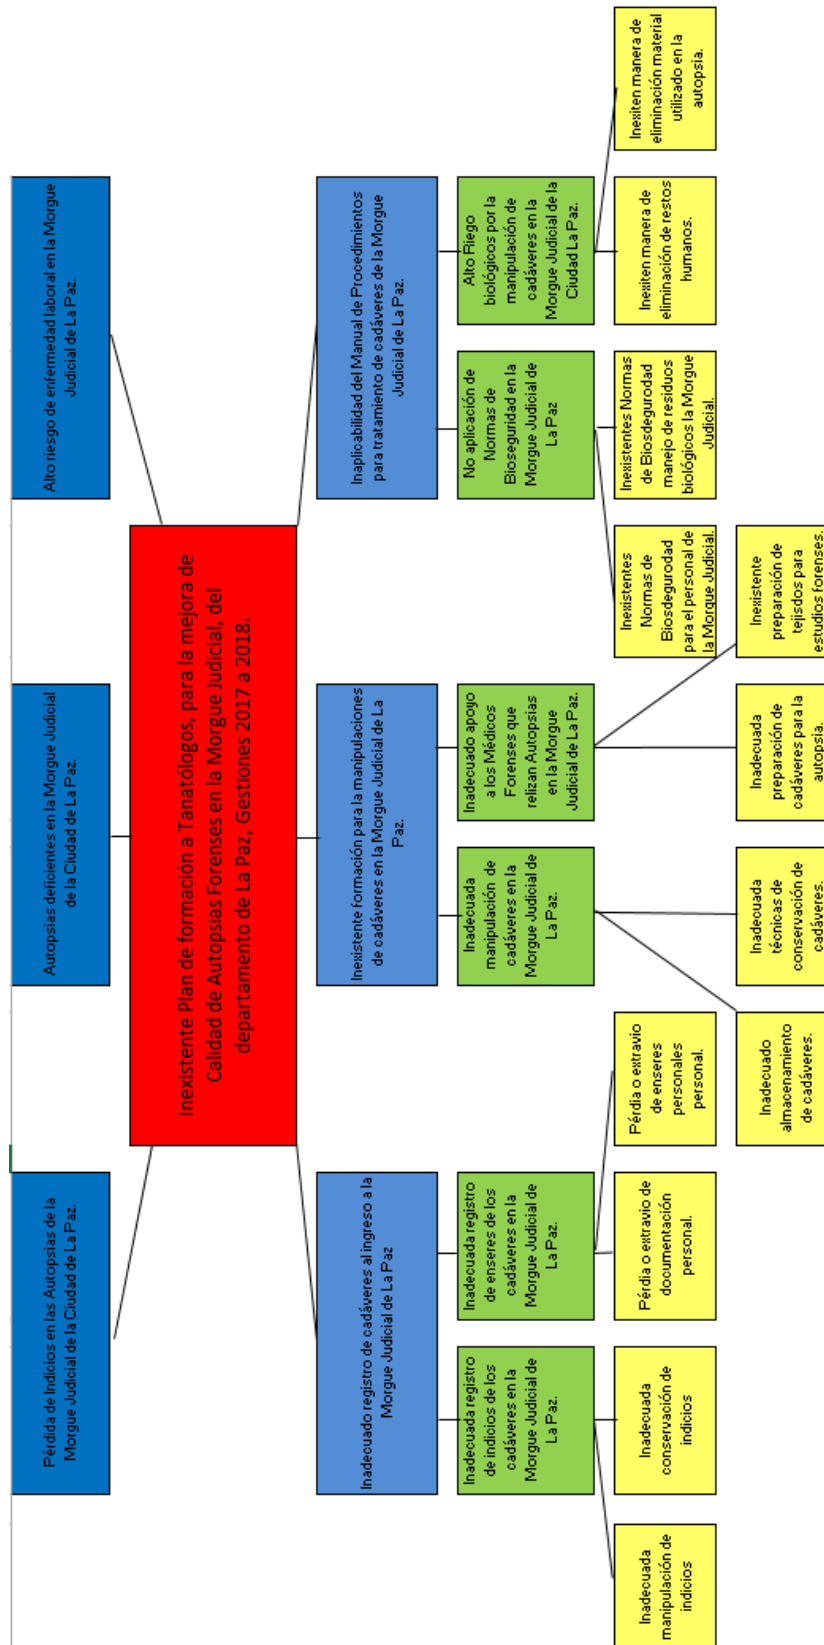 Pérdida de Indicios en las Autopsias de la
Morgue Judicial de la Ciudad de La Paz.
Autopsias deficientes en la Morgue Judicial
de la Ciudad de La Paz.
Alto riesgo de enfermedad laboral en la Morgue
Judicial de La Paz.
Inexistente Plan de formación a Tanatólogos, para la mejora de
Calidad de Autopsias Forenses en la Morgue Judicial, del
departamento de La Paz, Gestiones 2017 a 2018.
Inadecuado registro de cadáveres al ingreso a la
Morgue Judicial de La Paz
Inexistente formación para la manipulaciones
de cadáveres en la Morgue Judicial de La
Paz.
Inaplicabilidad del Manual de Procedimientos
para tratamiento de cadáveres de la Morgue
Judicial de La Paz.
Inadecuada registro
de indicios de los
cadáveres en la
Morgue Judicial de
La Paz.
Inadecuada registro
de enseres de los
cadáveres en la
Morgue Judicial de
La Paz.
Inadecuada
manipulación de
cadáveres en la
Morgue Judicial de
La Paz.
Inadecuado apoyo
a los Médicos
Forenses que
relizan Autopsias
en la Morgue
Judicial de La Paz.
No aplicación de
Normas de
Bioseguridad en la
Morgue Judicial de
La Paz
Alto Riego
biológicos por la
manipulación de
cadáveres en la
Morgue Judicial de la
Ciudad La Paz.
Inadecuada
manipulación de
indicios
Inadecuada
conservación de
indicios
Pérdia o extravio de
documentación
personal.
Pérdia o extravio
de enseres
personales
personal.
Inexistentes
Normas de
Biosdegurodad
para el personal de
la Morque Judicial.
Inexistentes Normas
de Biosdegurodad
manejo de residuos
biológicos la Morgue
Judicial.
Inexiten manera de
eliminación de restos
humanos.
Inexiten manera de
eliminación material
utilizado en la
autopsia.
Inadecuado
almacenamiento
de cadáveres.
Inadecuada
técnicas de
conservación de
cadáveres.
Inadecuada
preparación de
cadáveres para la
autopsia.
Inexistente
preparación de
tejisdos para
estudios forenses.